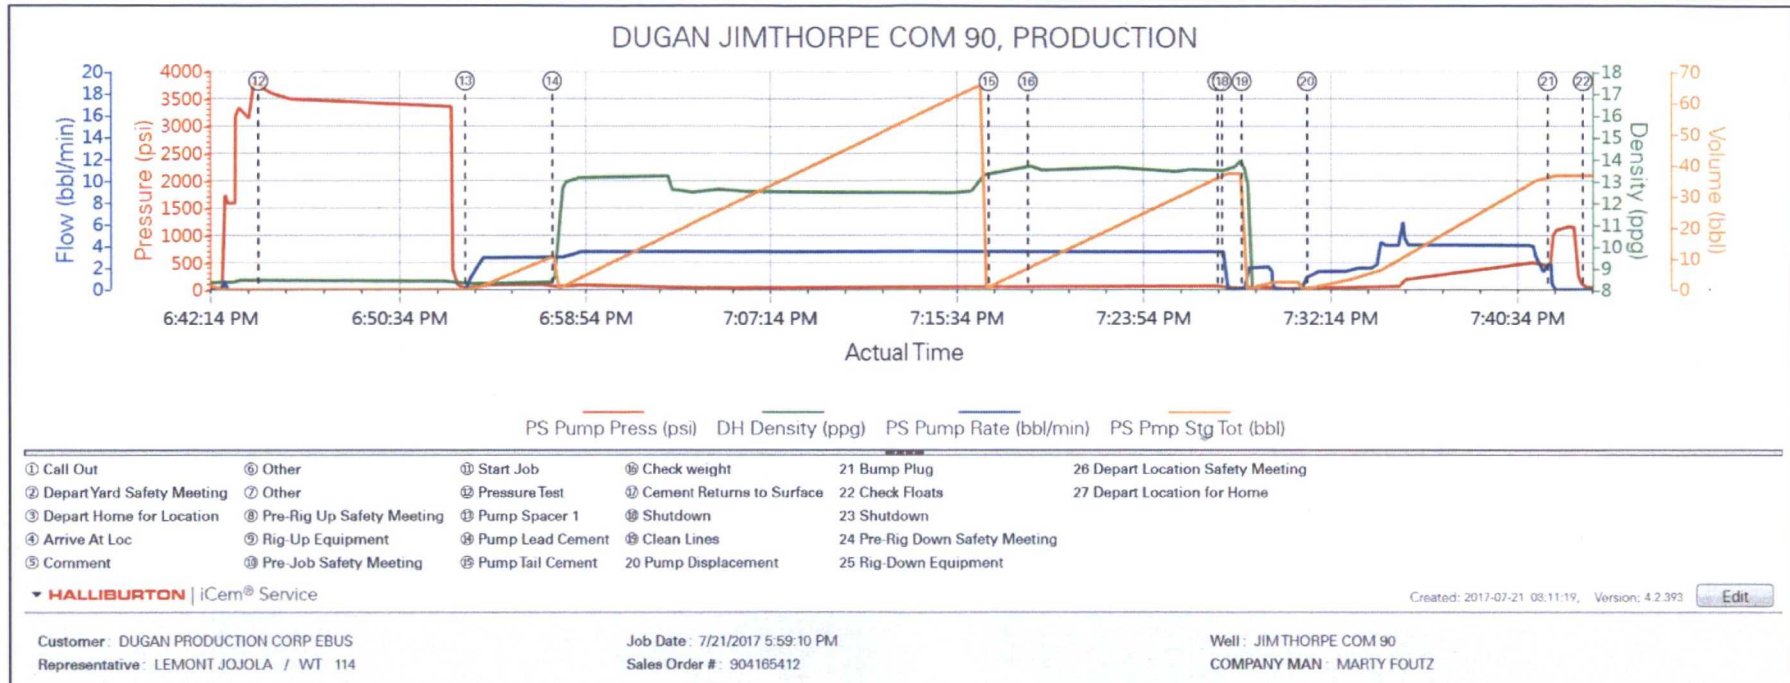 DUGAN JIMTHORPE COM 90, PRODUCTION
20 4000 18 70
18 3500 17 60
16 3000 16
14 15 50
12 2500 14
10 2000 13 40
8 1500 12 30
6 11
4 1000 10 20
2 500 9 10
0 0 8 0
Flow (bbl/min)
Pressure (psi)
Density (ppg)
Volume (bbl)
⑫ ⑬ ⑭ ⑮ ⑯ ⑱ ⑲ ⑳ 21 22
6:42:14 PM 6:50:34 PM 6:58:54 PM 7:07:14 PM 7:15:34 PM 7:23:54 PM 7:32:14 PM 7:40:34 PM
Actual Time
PS Pump Press (psi) DH Density (ppg) PS Pump Rate (bbl/min) PS Pmp Stg Tot (bbl)
① Call Out ⑥ Other ⑪ Start Job ⑯ Check weight 21 Bump Plug 26 Depart Location Safety Meeting
② Depart Yard Safety Meeting ⑦ Other ⑫ Pressure Test ⑰ Cement Returns to Surface 22 Check Floats 27 Depart Location for Home
③ Depart Home for Location ⑧ Pre-Rig Up Safety Meeting ⑬ Pump Spacer 1 ⑱ Shutdown 23 Shutdown
④ Arrive At Loc ⑨ Rig-Up Equipment ⑭ Pump Lead Cement ⑲ Clean Lines 24 Pre-Rig Down Safety Meeting
⑤ Comment ⑩ Pre-Job Safety Meeting ⑮ Pump Tail Cement 20 Pump Displacement 25 Rig-Down Equipment
HALLIBURTON | iCem® Service Created: 2017-07-21 08:11:19, Version: 4.2.393 Edit
Customer : DUGAN PRODUCTION CORP EBUS Job Date : 7/21/2017 5:59:10 PM Well : JIM THORPE COM 90
Representative : LEMONT JOJOLA / WT 114 Sales Order # : 904165412 COMPANY MAN : MARTY FOUTZ